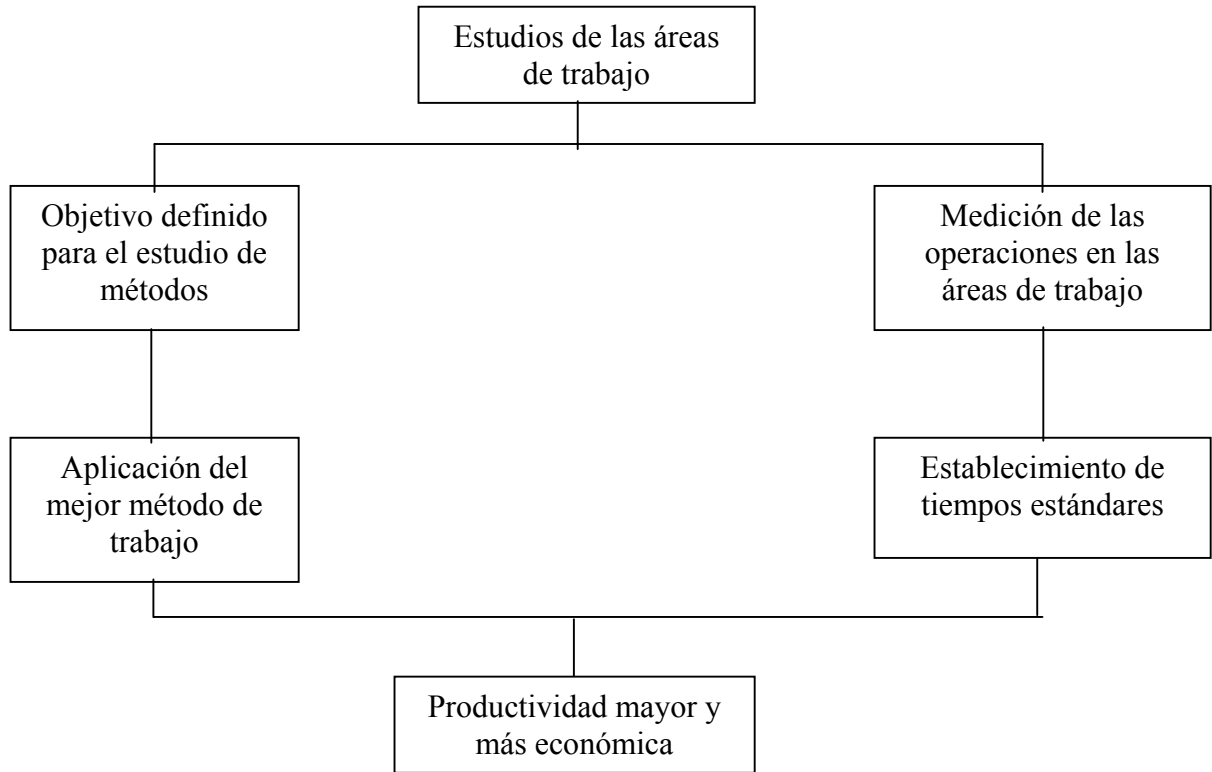 Estudios de las áreas
de trabajo
Objetivo definido
para el estudio de
métodos
Medición de las
operaciones en las
áreas de trabajo
Aplicación del
mejor método de
trabajo
Establecimiento de
tiempos estándares
Productividad mayor y
más económica